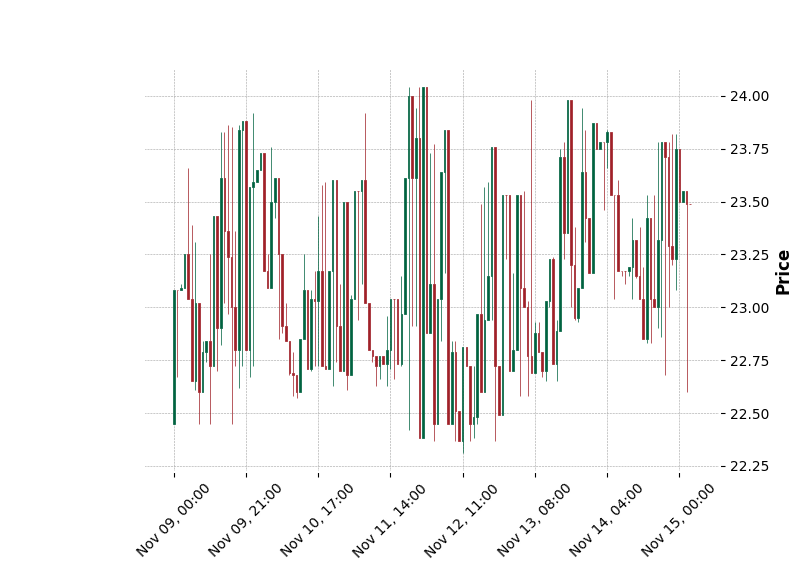 24.00
23.75
23.50
23.25
23.00
22.75
22.50
22.25
Price
Nov 09, 00:00
Nov 09, 21:00
Nov 10, 17:00
Nov 11, 14:00
Nov 12, 11:00
Nov 13, 08:00
Nov 14, 04:00
Nov 15, 00:00